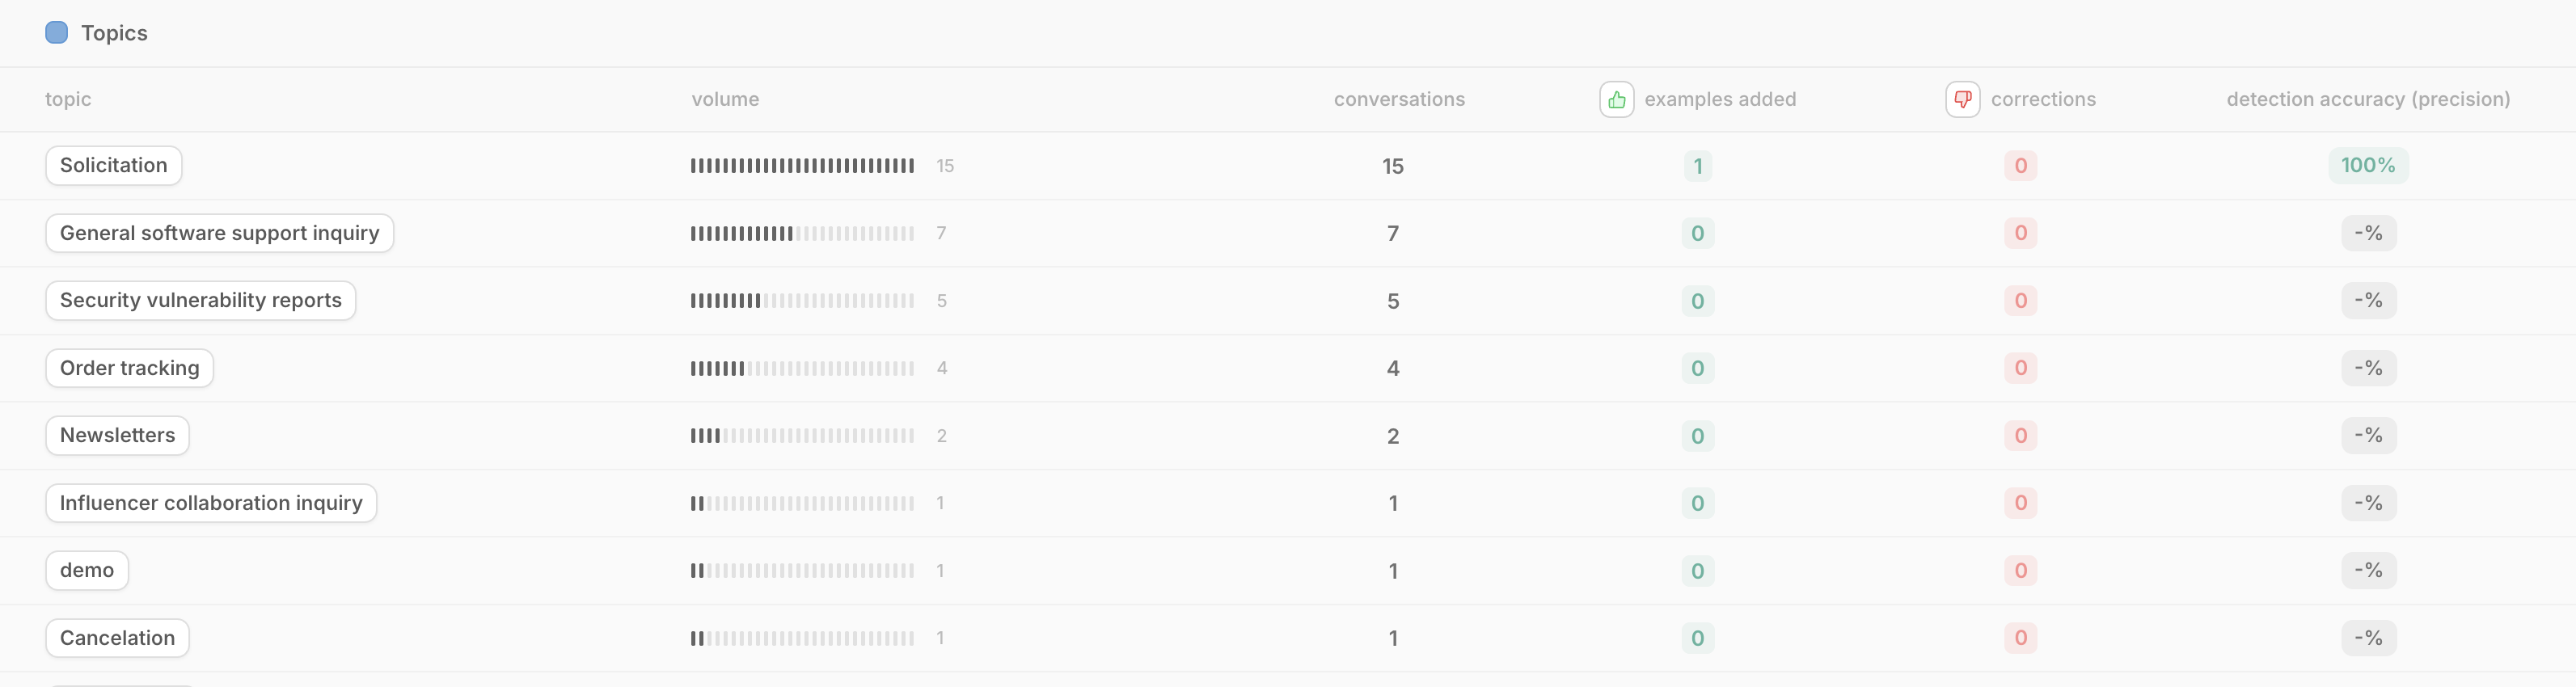 Topics
topic volume conversations examples added corrections detection accuracy (precision)
Solicitation 15 15 1 0 100%
General software support inquiry 7 7 0 0 -%
Security vulnerability reports 5 5 0 0 -%
Order tracking 4 4 0 0 -%
Newsletters 2 2 0 0 -%
Influencer collaboration inquiry 1 1 0 0 -%
demo 1 1 0 0 -%
Cancelation 1 1 0 0 -%